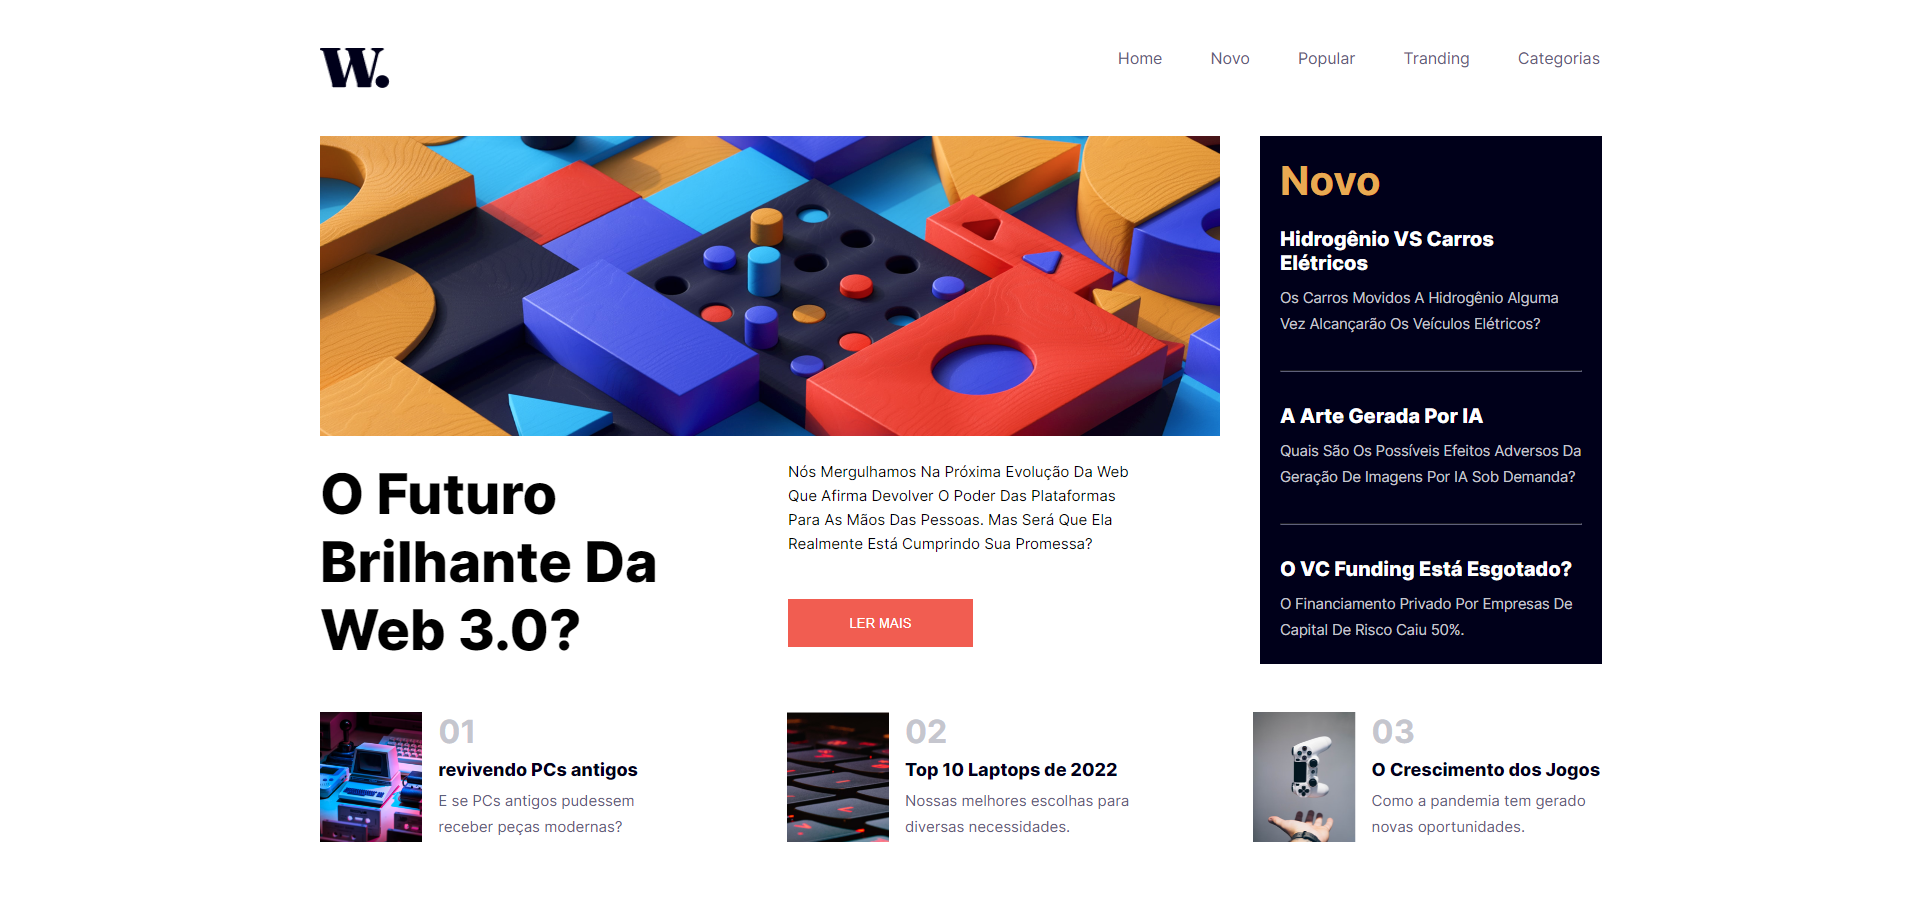 W.
Home Novo Popular Tranding Categorias
Novo
Hidrogênio VS Carros
Elétricos
Os Carros Movidos A Hidrogênio Alguma
Vez Alcançarão Os Veículos Elétricos?
A Arte Gerada Por IA
Quais São Os Possíveis Efeitos Adversos Da
Geração De Imagens Por IA Sob Demanda?
O VC Funding Está Esgotado?
O Financiamento Privado Por Empresas De
Capital De Risco Caiu 50%.
O Futuro
Brilhante Da
Web 3.0?
Nós Mergulhamos Na Próxima Evolução Da Web
Que Afirma Devolver O Poder Das Plataformas
Para As Mãos Das Pessoas. Mas Será Que Ela
Realmente Está Cumprindo Sua Promessa?
LER MAIS
01
revivendo PCs antigos
E se PCs antigos pudessem
receber peças modernas?
02
Top 10 Laptops de 2022
Nossas melhores escolhas para
diversas necessidades.
03
O Crescimento dos Jogos
Como a pandemia tem gerado
novas oportunidades.